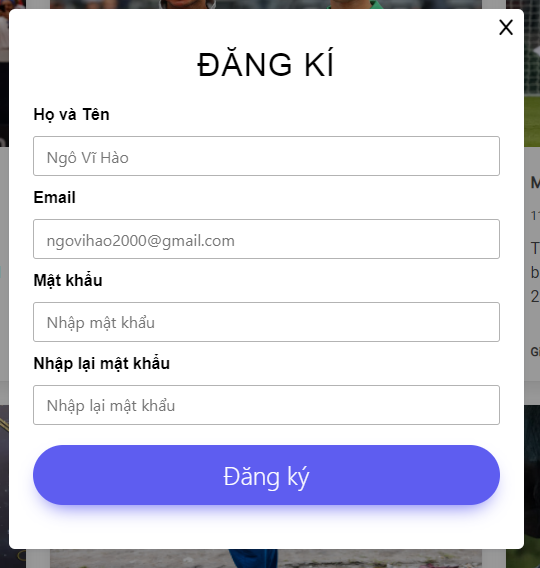 X
ĐĂNG KÍ
Họ và Tên
Ngô Vĩ Hào
Email
ngovihao2000@gmail.com
Mật khẩu
Nhập mật khẩu
Nhập lại mật khẩu
Nhập lại mật khẩu
Đăng ký